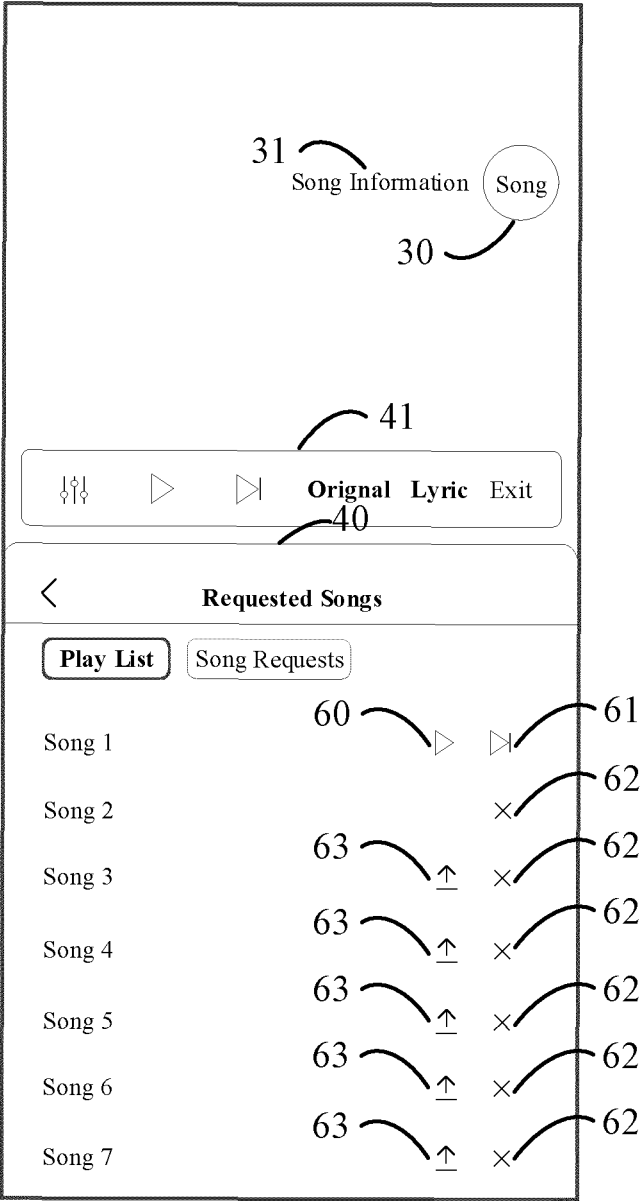 31
Song Information
Song
30
41
Orignal Lyric Exit
40
Requested Songs
Play List
Song Requests
60
61
Song 1
62
Song 2
63
62
Song 3
62
63
Song 4
63
62
Song 5
63
62
Song 6
63
62
Song 7